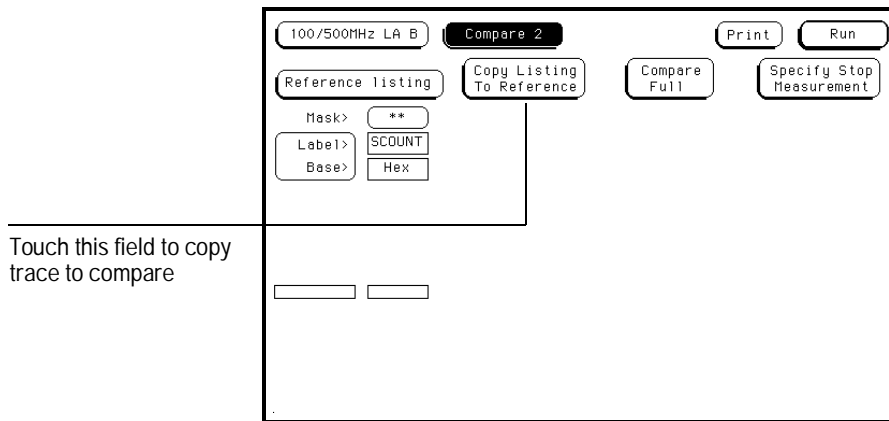 100/500MHz LA B Compare 2 Print Run
Reference listing Copy Listing To Reference Compare Full Specify Stop Measurement
Mask> **
Label> SCOUNT
Base> Hex
Touch this field to copy
trace to compare